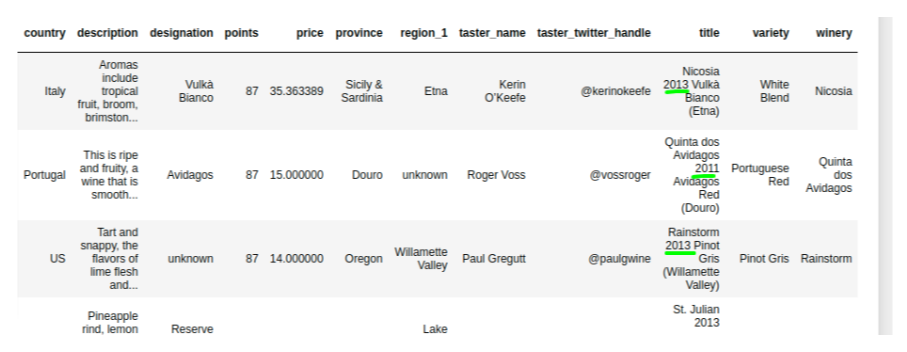 country description designation points price province region_1 taster_name taster_twitter_handle title variety winery
Italy Aromas include tropical fruit, broom, brimston... Vulkà Bianco 87 35.363389 Sicily & Sardinia Etna Kerin O'Keefe @kerinokeefe Nicosia 2013 Vulkà Bianco (Etna) White Blend Nicosia
Portugal This is ripe and fruity, a wine that is smooth... Avidagos 87 15.000000 Douro unknown Roger Voss @vossroger Quinta dos Avidagos 2011 Avidagos Red (Douro) Portuguese Red Quinta dos Avidagos
US Tart and snappy, the flavors of lime flesh and... unknown 87 14.000000 Oregon Willamette Valley Paul Gregutt @paulgwine Rainstorm 2013 Pinot Gris (Willamette Valley) Pinot Gris Rainstorm
Pineapple rind, lemon Reserve Lake St. Julian 2013